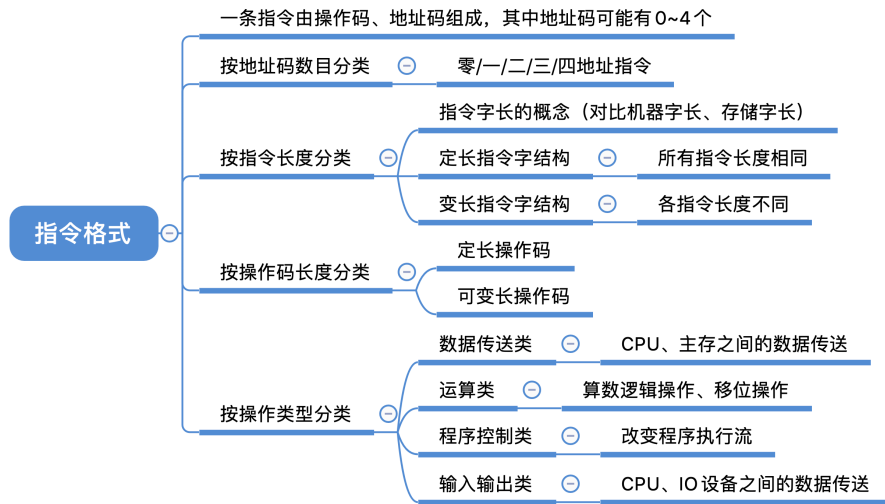 一条指令由操作码、地址码组成，其中地址码可能有0~4个
按地址码数目分类
零/一/二/三/四地址指令
按指令长度分类
指令字长的概念（对比机器字长、存储字长）
定长指令字结构
所有指令长度相同
变长指令字结构
各指令长度不同
指令格式
按操作码长度分类
定长操作码
可变长操作码
按操作类型分类
数据传送类
CPU、主存之间的数据传送
运算类
算数逻辑操作、移位操作
程序控制类
改变程序执行流
输入输出类
CPU、IO设备之间的数据传送